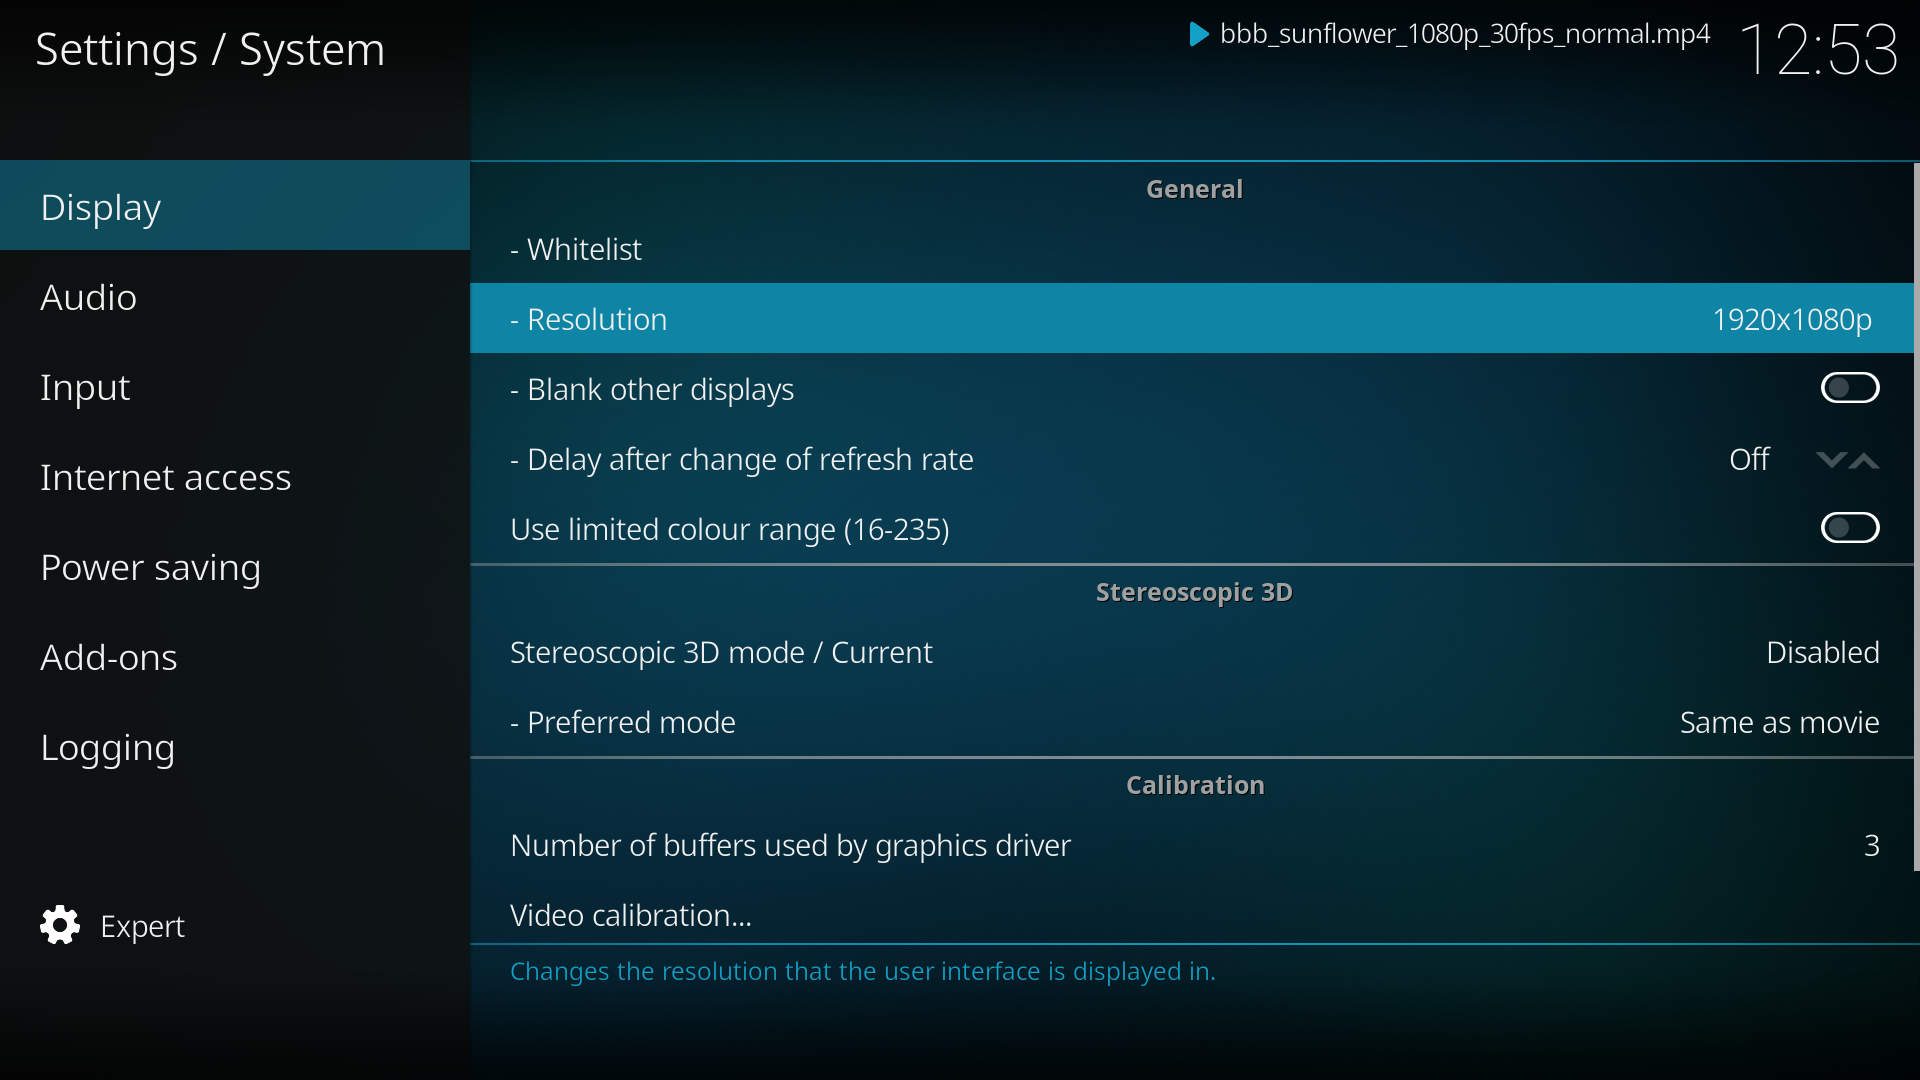 Settings / System
bbb_sunflower_1080p_30fps_normal.mp4
12:53
Display
Audio
Input
Internet access
Power saving
Add-ons
Logging
Expert
General
- Whitelist
- Resolution 1920x1080p
- Blank other displays
- Delay after change of refresh rate Off
Use limited colour range (16-235)
Stereoscopic 3D
Stereoscopic 3D mode / Current Disabled
- Preferred mode Same as movie
Calibration
Number of buffers used by graphics driver 3
Video calibration...
Changes the resolution that the user interface is displayed in.